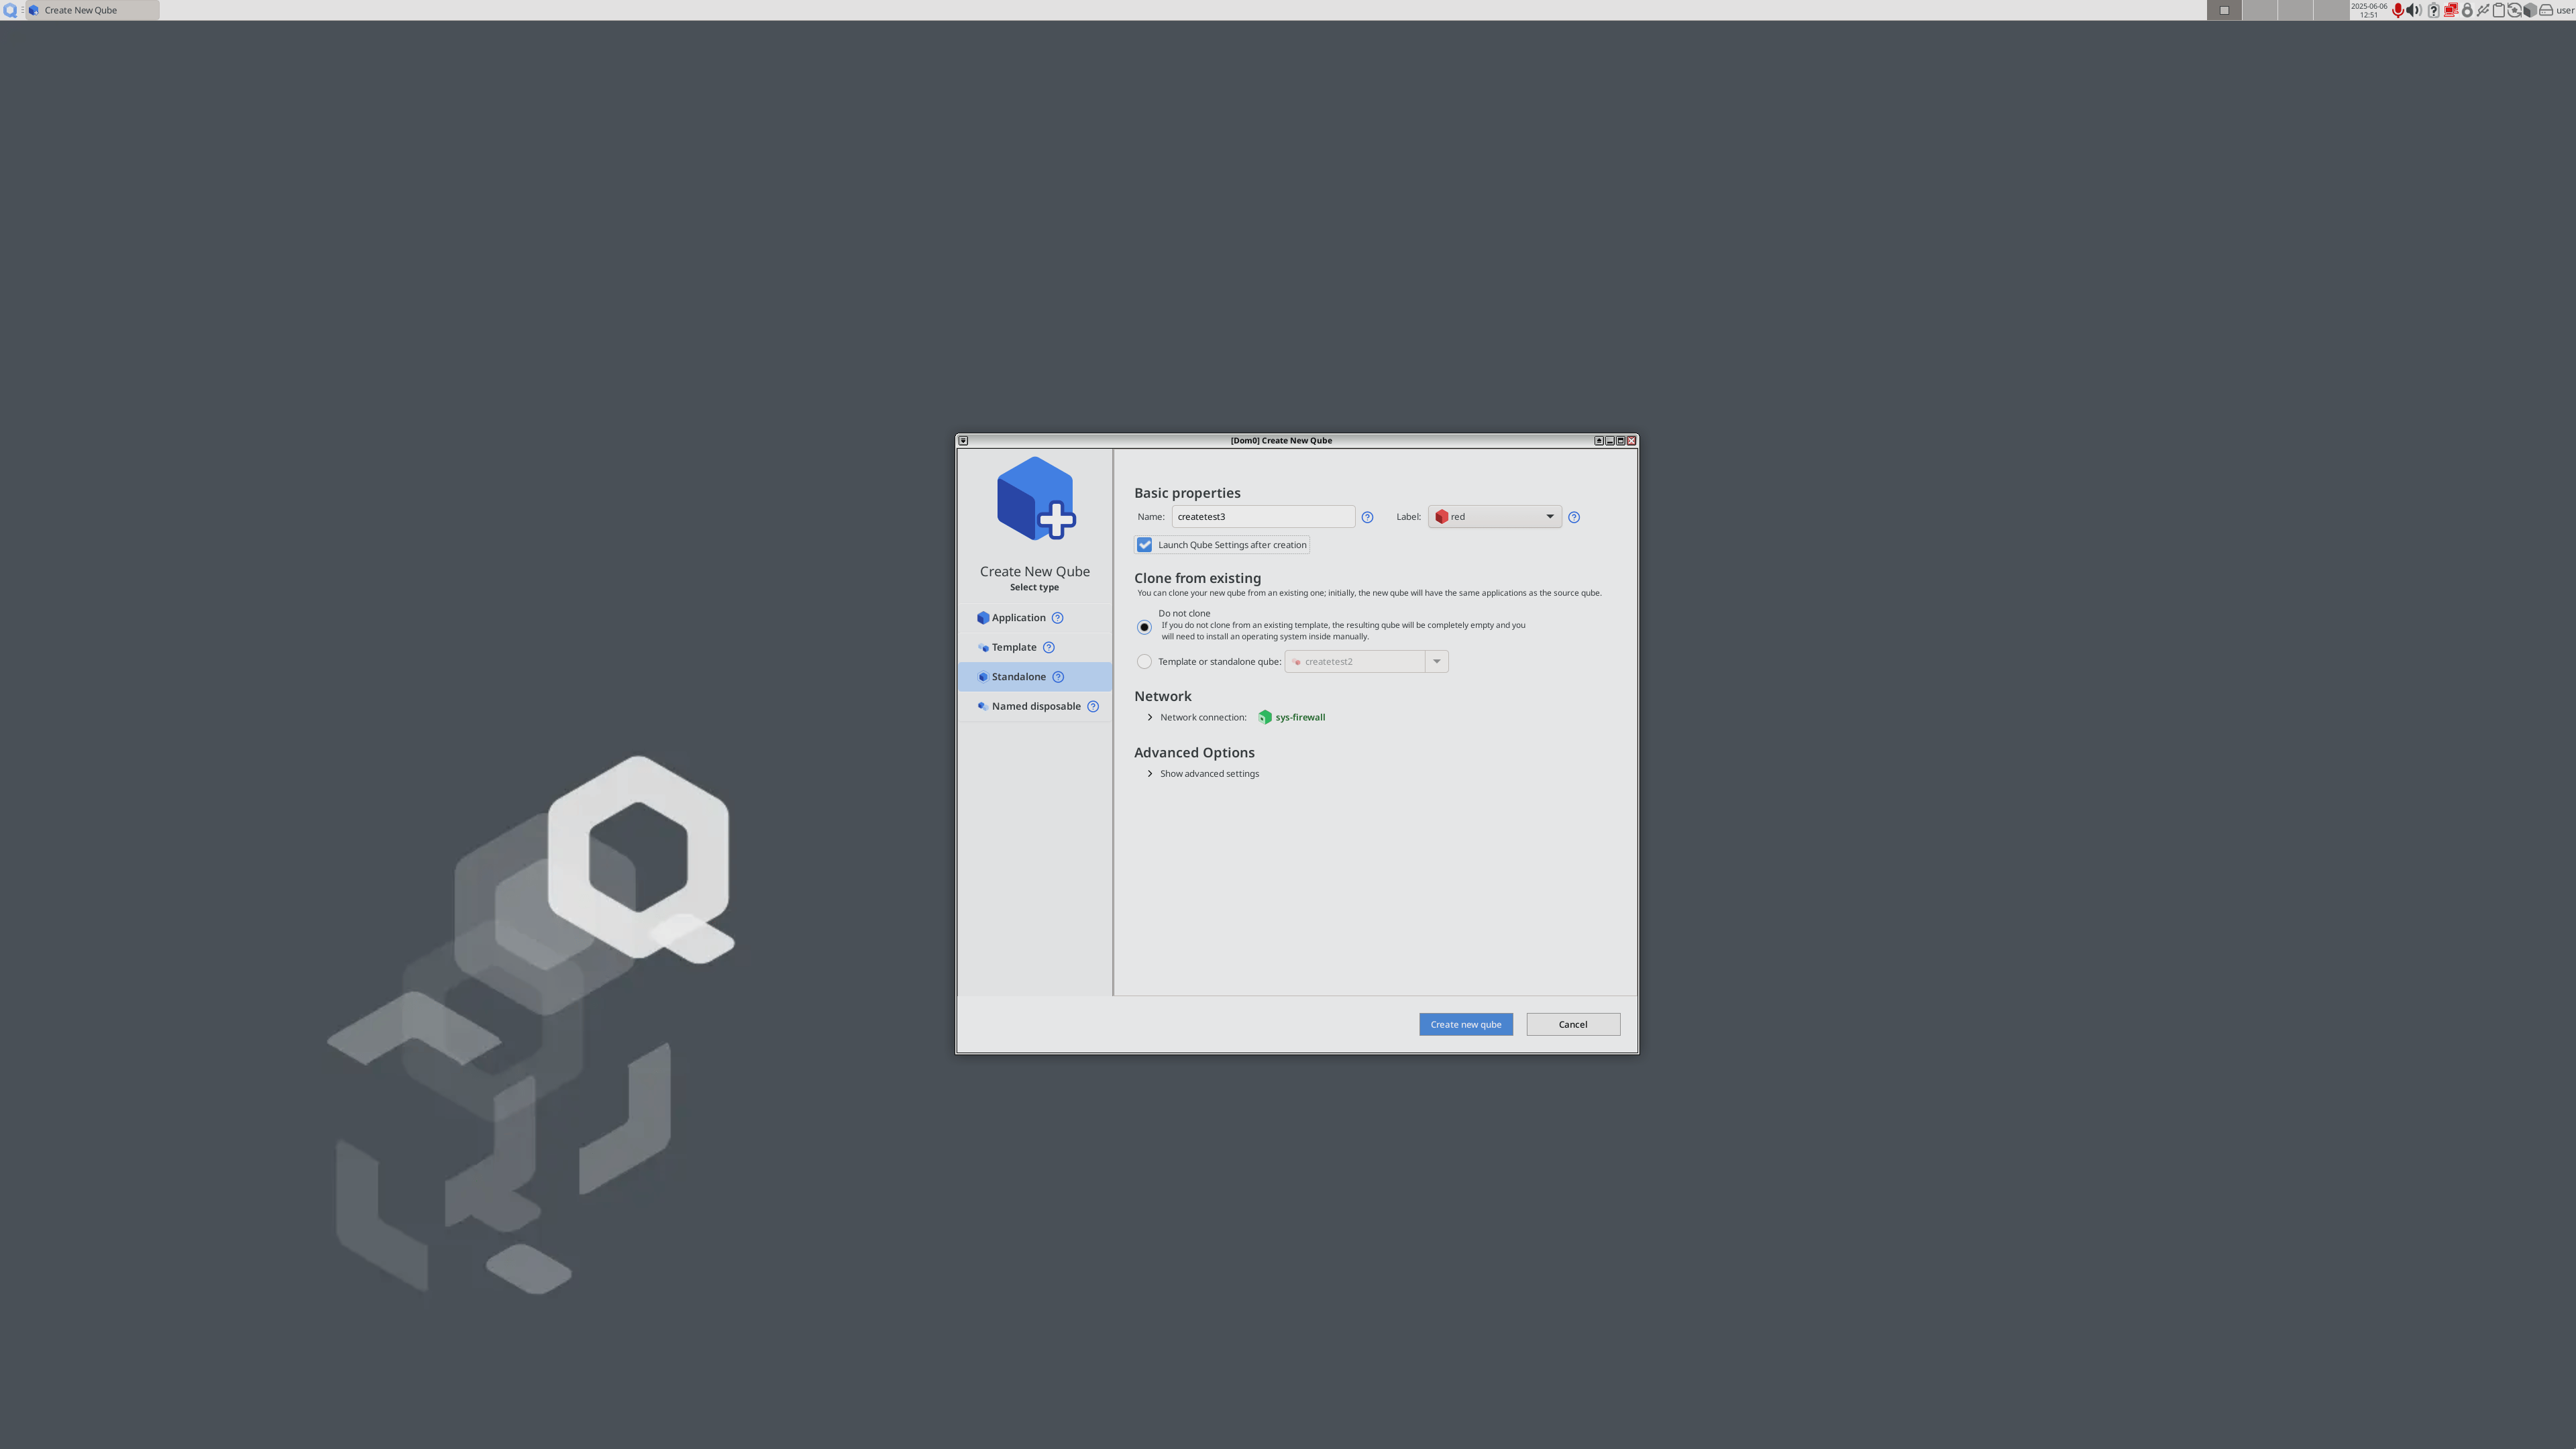 Create New Qube
2025-06-06
12:51
user
[Dom0] Create New Qube
Create New Qube
Select type
Application
Template
Standalone
Named disposable
Basic properties
Name: createtest3 Label: red
Launch Qube Settings after creation
Clone from existing
You can clone your new qube from an existing one; initially, the new qube will have the same applications as the source qube.
Do not clone
If you do not clone from an existing template, the resulting qube will be completely empty and you
will need to install an operating system inside manually.
Template or standalone qube: createtest2
Network
Network connection: sys-firewall
Advanced Options
Show advanced settings
Create new qube Cancel